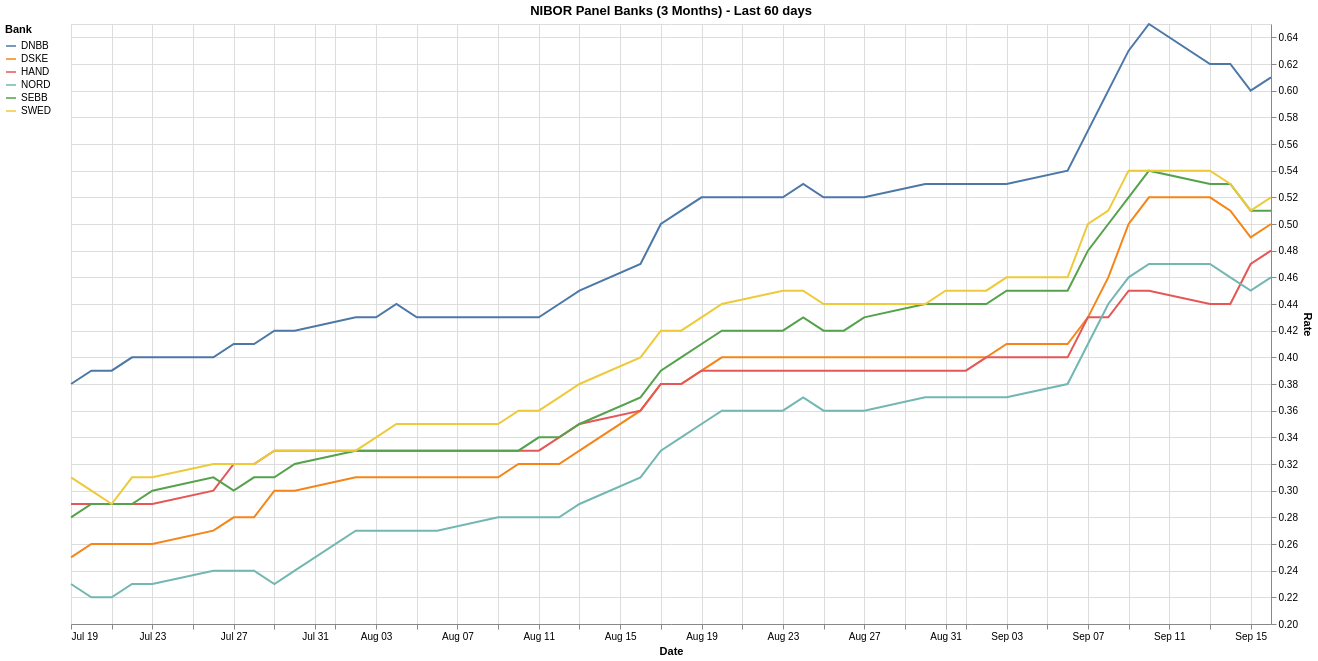 NIBOR Panel Banks (3 Months) - Last 60 days
Bank
DNBB
DSKE
HAND
NORD
SEBB
SWED
0.64
0.62
0.60
0.58
0.56
0.54
0.52
0.50
0.48
0.46
0.44
0.42
0.40
0.38
0.36
0.34
0.32
0.30
0.28
0.26
0.24
0.22
0.20
Rate
Jul 19 Jul 23 Jul 27 Jul 31 Aug 03 Aug 07 Aug 11 Aug 15 Aug 19 Aug 23 Aug 27 Aug 31 Sep 03 Sep 07 Sep 11 Sep 15
Date